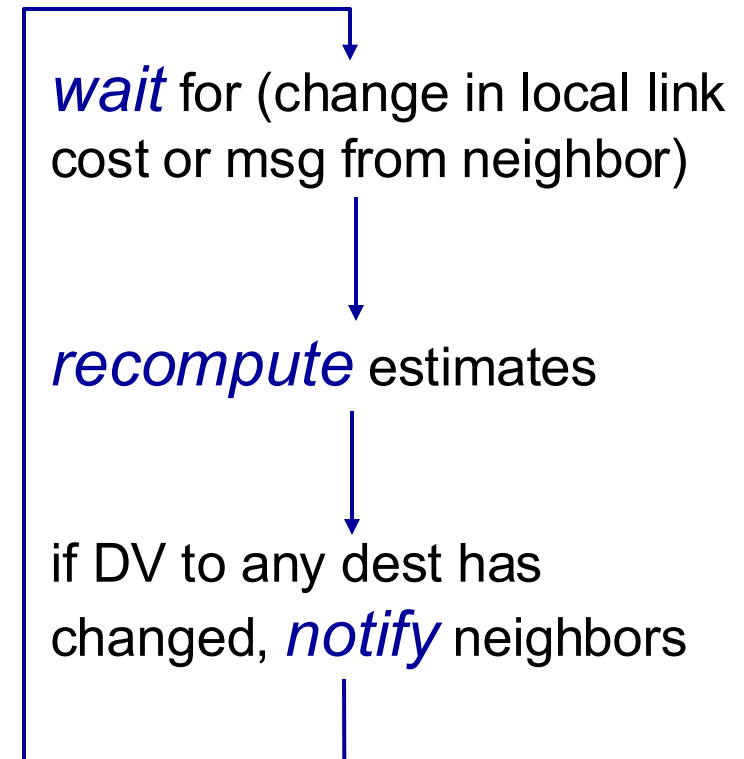 wait for (change in local link
cost or msg from neighbor)
recompute estimates
if DV to any dest has
changed, notify neighbors